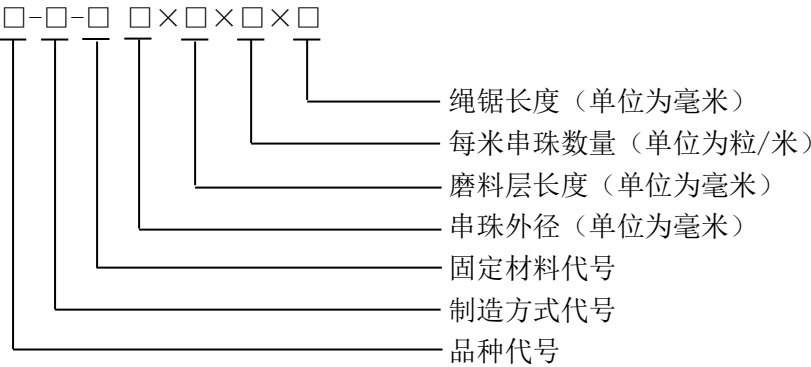 □-□-□ □×□×□×□
绳锯长度（单位为毫米）
每米串珠数量（单位为粒/米）
磨料层长度（单位为毫米）
串珠外径（单位为毫米）
固定材料代号
制造方式代号
品种代号